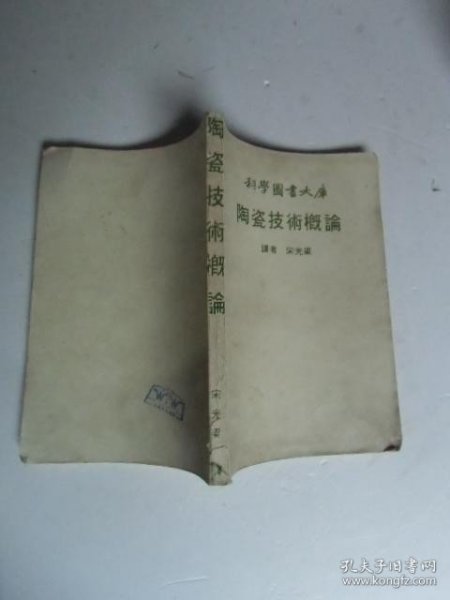 科學圖書大庫
陶瓷技術概論
譯者 宋光梁
陶瓷技術概論
宋光梁
孔夫子旧书网
www.kongfz.com